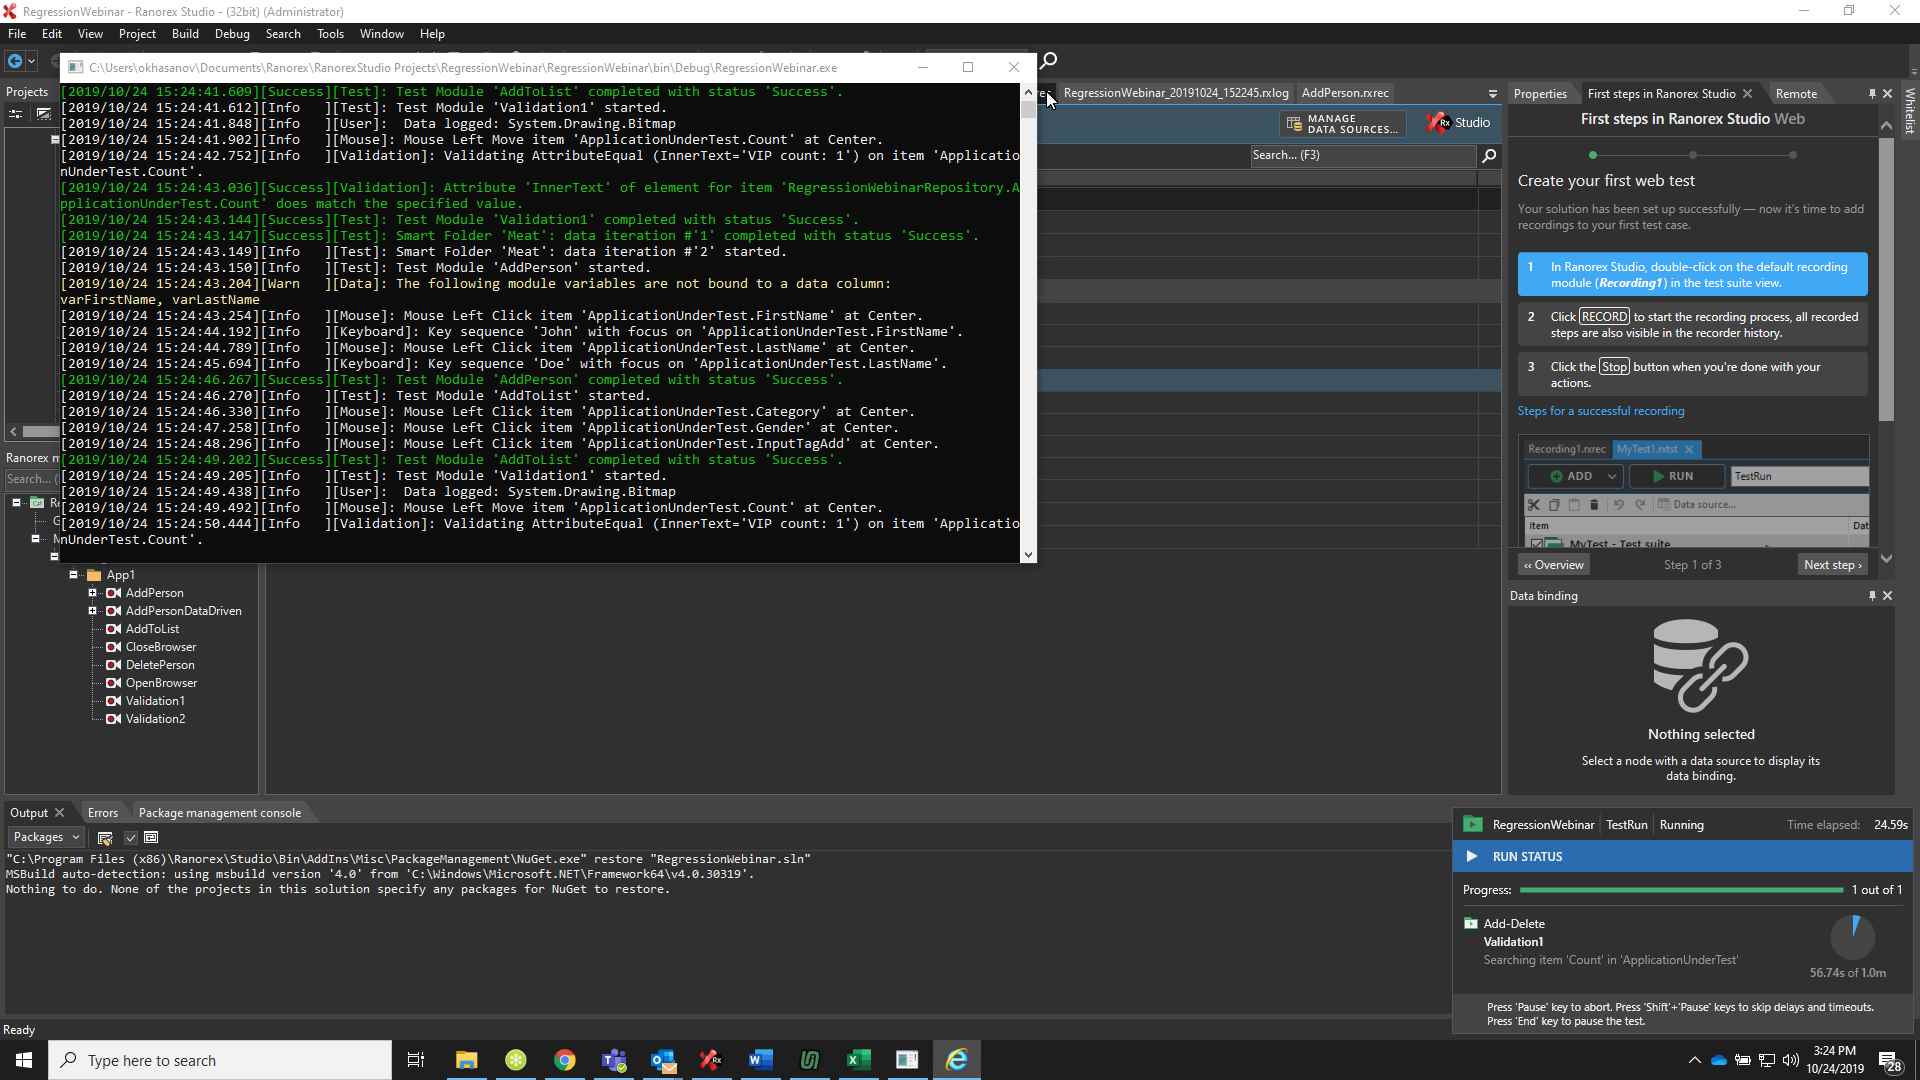 RegressionWebinar - Ranorex Studio - (32bit) (Administrator)
File Edit View Project Build Debug Search Tools Window Help
C:\Users\okhasanov\Documents\Ranorex\RanorexStudio Projects\RegressionWebinar\RegressionWebinar\bin\Debug\RegressionWebinar.exe
[2019/10/24 15:24:41.609][Success][Test]: Test Module 'AddToList' completed with status 'Success'.
[2019/10/24 15:24:41.612][Info   ][Test]: Test Module 'Validation1' started.
[2019/10/24 15:24:41.848][Info   ][User]:  Data logged: System.Drawing.Bitmap
[2019/10/24 15:24:41.902][Info   ][Mouse]: Mouse Left Move item 'ApplicationUnderTest.Count' at Center.
[2019/10/24 15:24:42.752][Info   ][Validation]: Validating AttributeEqual (InnerText='VIP count: 1') on item 'Applicatio
nUnderTest.Count'.
[2019/10/24 15:24:43.036][Success][Validation]: Attribute 'InnerText' of element for item 'RegressionWebinarRepository.A
pplicationUnderTest.Count' does match the specified value.
[2019/10/24 15:24:43.144][Success][Test]: Test Module 'Validation1' completed with status 'Success'.
[2019/10/24 15:24:43.147][Success][Test]: Smart Folder 'Meat': data iteration #'1' completed with status 'Success'.
[2019/10/24 15:24:43.149][Info   ][Test]: Smart Folder 'Meat': data iteration #'2' started.
[2019/10/24 15:24:43.150][Info   ][Test]: Test Module 'AddPerson' started.
[2019/10/24 15:24:43.204][Warn   ][Data]: The following module variables are not bound to a data column:
varFirstName, varLastName
[2019/10/24 15:24:43.254][Info   ][Mouse]: Mouse Left Click item 'ApplicationUnderTest.FirstName' at Center.
[2019/10/24 15:24:44.192][Info   ][Keyboard]: Key sequence 'John' with focus on 'ApplicationUnderTest.FirstName'.
[2019/10/24 15:24:44.789][Info   ][Mouse]: Mouse Left Click item 'ApplicationUnderTest.LastName' at Center.
[2019/10/24 15:24:45.694][Info   ][Keyboard]: Key sequence 'Doe' with focus on 'ApplicationUnderTest.LastName'.
[2019/10/24 15:24:46.267][Success][Test]: Test Module 'AddPerson' completed with status 'Success'.
[2019/10/24 15:24:46.270][Info   ][Test]: Test Module 'AddToList' started.
[2019/10/24 15:24:46.330][Info   ][Mouse]: Mouse Left Click item 'ApplicationUnderTest.Category' at Center.
[2019/10/24 15:24:47.258][Info   ][Mouse]: Mouse Left Click item 'ApplicationUnderTest.Gender' at Center.
[2019/10/24 15:24:48.296][Info   ][Mouse]: Mouse Left Click item 'ApplicationUnderTest.InputTagAdd' at Center.
[2019/10/24 15:24:49.202][Success][Test]: Test Module 'AddToList' completed with status 'Success'.
[2019/10/24 15:24:49.205][Info   ][Test]: Test Module 'Validation1' started.
[2019/10/24 15:24:49.438][Info   ][User]:  Data logged: System.Drawing.Bitmap
[2019/10/24 15:24:49.492][Info   ][Mouse]: Mouse Left Move item 'ApplicationUnderTest.Count' at Center.
[2019/10/24 15:24:50.444][Info   ][Validation]: Validating AttributeEqual (InnerText='VIP count: 1') on item 'Applicatio
nUnderTest.Count'.
Projects
Ranorex m
Search... (
App1
AddPerson
AddPersonDataDriven
AddToList
CloseBrowser
DeletePerson
OpenBrowser
Validation1
Validation2
RegressionWebinar_20191024_152245.rxlog
AddPerson.rxrec
MANAGE
DATA SOURCES...
Rx Studio
Search... (F3)
Properties
First steps in Ranorex Studio
Remote
Whitelist
First steps in Ranorex Studio Web
Create your first web test
Your solution has been set up successfully — now it's time to add
recordings to your first test case.
1 In Ranorex Studio, double-click on the default recording
module (Recording1) in the test suite view.
2 Click RECORD to start the recording process, all recorded
steps are also visible in the recorder history.
3 Click the Stop button when you're done with your
actions.
Steps for a successful recording
Recording1.rxrec MyTest1.rxtst
ADD RUN TestRun
Data source...
Item Dat
MyTest - Test suite
‹‹ Overview Step 1 of 3 Next step ›
Data binding
Nothing selected
Select a node with a data source to display its
data binding.
Output Errors Package management console
Packages
"C:\Program Files (x86)\Ranorex\Studio\Bin\AddIns\Misc\PackageManagement\NuGet.exe" restore "RegressionWebinar.sln"
MSBuild auto-detection: using msbuild version '4.0' from 'C:\Windows\Microsoft.NET\Framework64\v4.0.30319'.
Nothing to do. None of the projects in this solution specify any packages for NuGet to restore.
RegressionWebinar TestRun Running Time elapsed: 24.59s
RUN STATUS
Progress: 1 out of 1
Add-Delete
Validation1
Searching item 'Count' in 'ApplicationUnderTest'
56.74s of 1.0m
Press 'Pause' key to abort. Press 'Shift'+'Pause' keys to skip delays and timeouts.
Press 'End' key to pause the test.
Ready
Type here to search
3:24 PM
10/24/2019
28